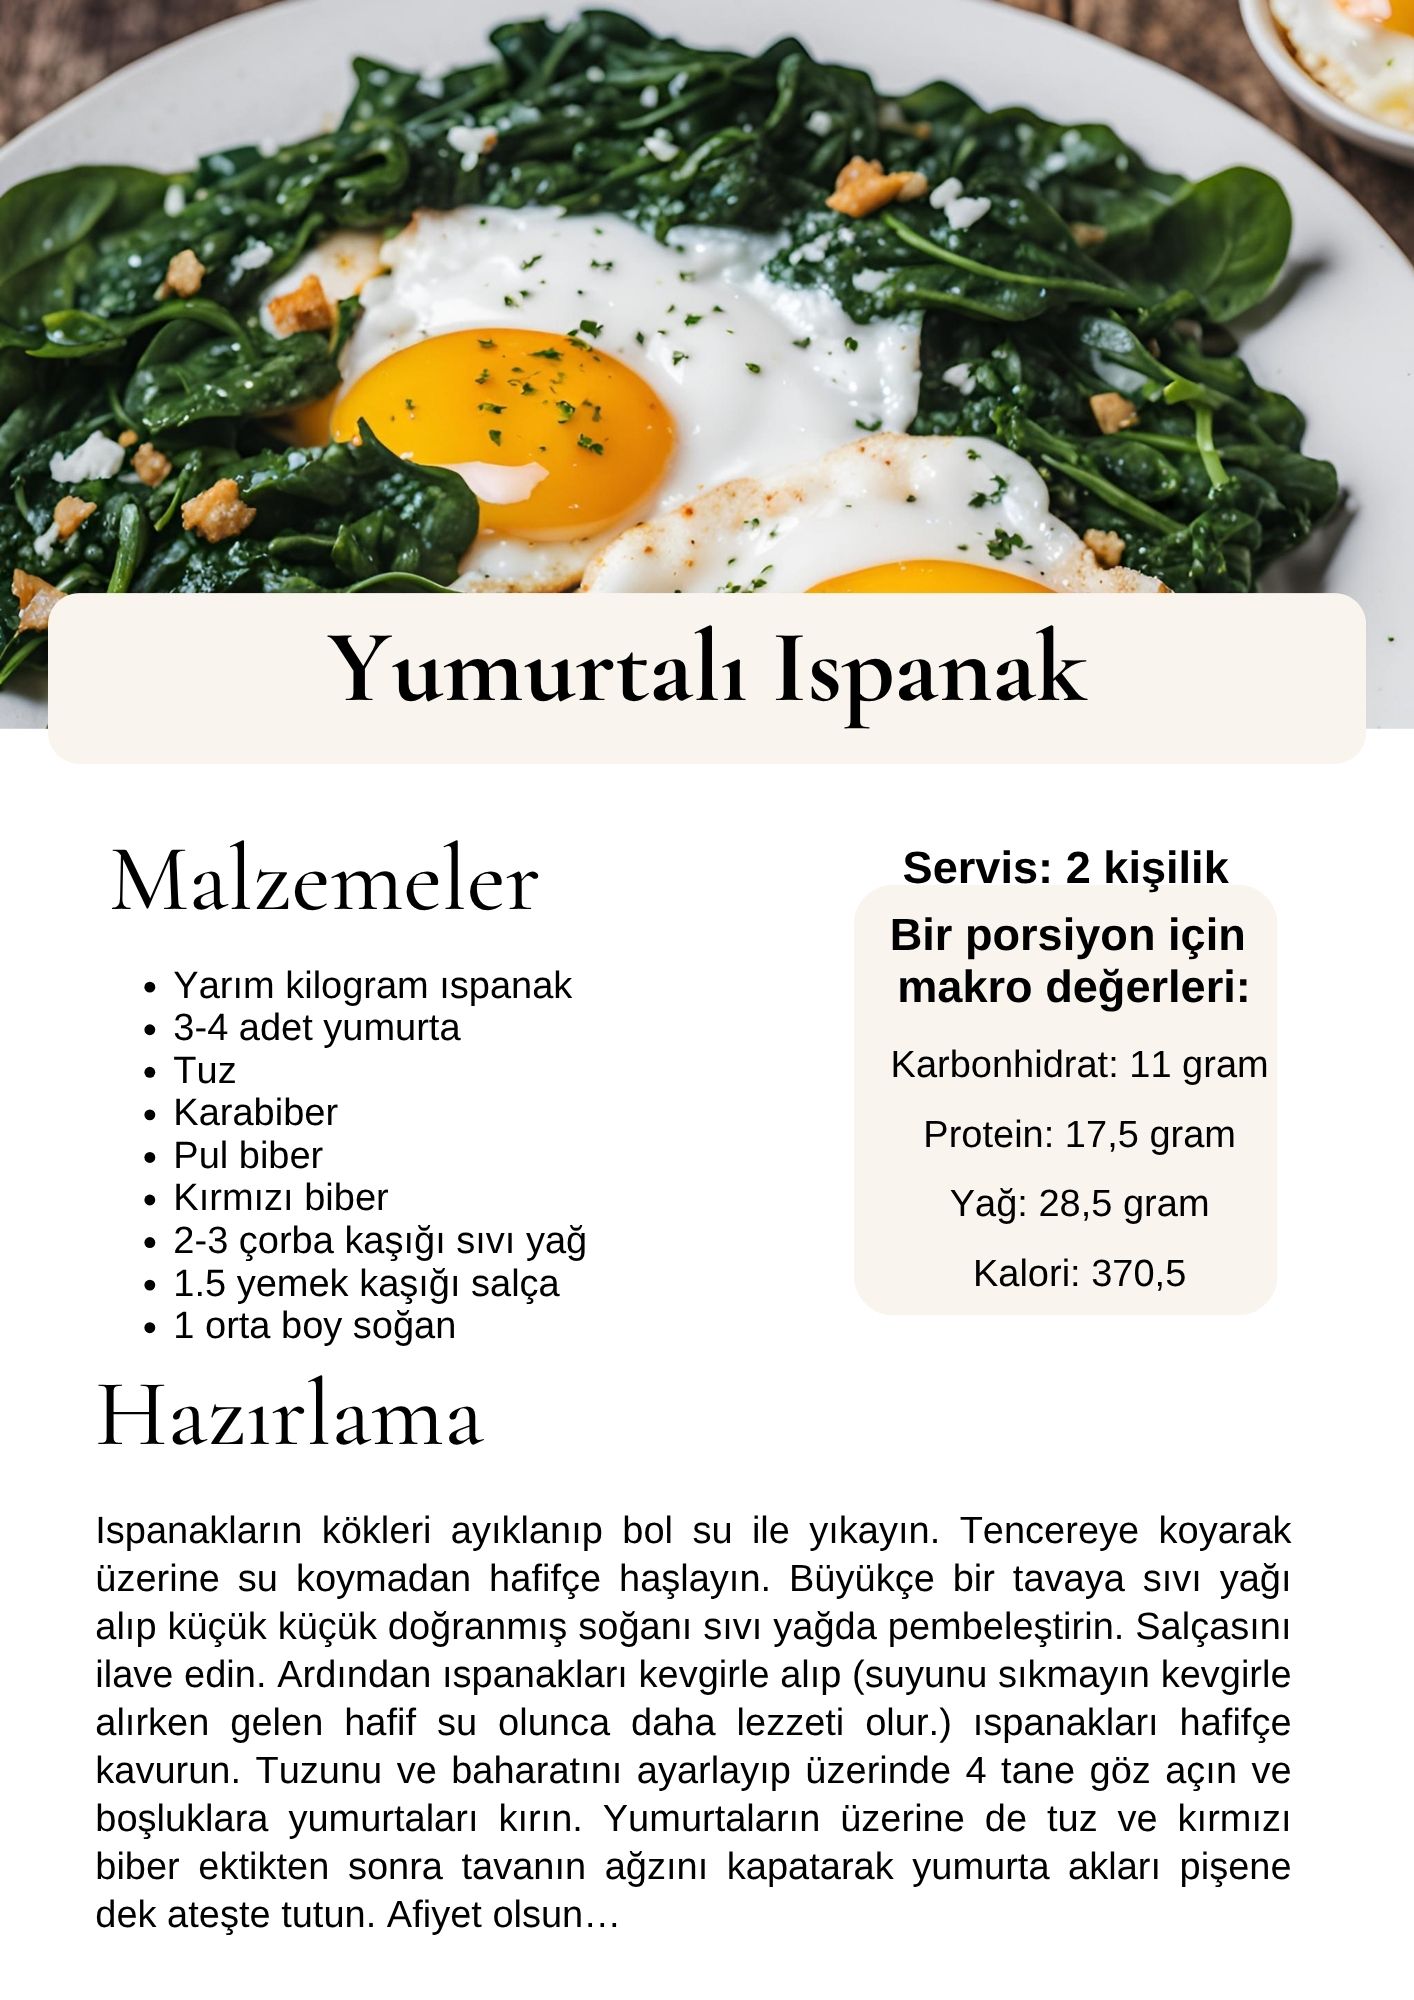 Yumurtalı Ispanak
Malzemeler
• Yarım kilogram ıspanak
• 3-4 adet yumurta
• Tuz
• Karabiber
• Pul biber
• Kırmızı biber
• 2-3 çorba kaşığı sıvı yağ
• 1.5 yemek kaşığı salça
• 1 orta boy soğan
Servis: 2 kişilik
Bir porsiyon için
makro değerleri:
Karbonhidrat: 11 gram
Protein: 17,5 gram
Yağ: 28,5 gram
Kalori: 370,5
Hazırlama
Ispanakların kökleri ayıklanıp bol su ile yıkayın. Tencereye koyarak
üzerine su koymadan hafifçe haşlayın. Büyükçe bir tavaya sıvı yağı
alıp küçük küçük doğranmış soğanı sıvı yağda pembeleştirin. Salçasını
ilave edin. Ardından ıspanakları kevgirle alıp (suyunu sıkmayın kevgirle
alırken gelen hafif su olunca daha lezzeti olur.) ıspanakları hafifçe
kavurun. Tuzunu ve baharatını ayarlayıp üzerinde 4 tane göz açın ve
boşluklara yumurtaları kırın. Yumurtaların üzerine de tuz ve kırmızı
biber ektikten sonra tavanın ağzını kapatarak yumurta akları pişene
dek ateşte tutun. Afiyet olsun…